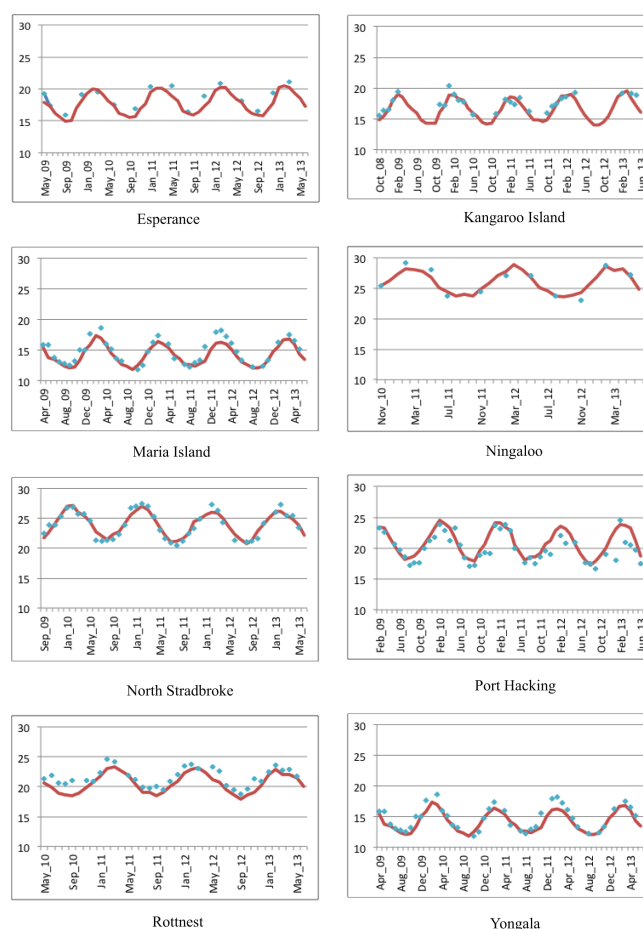 30
25
20
15
10
May_09
Sep_09
Jan_09
May_10
Sep_10
Jan_11
May_11
Sep_11
Jan_12
May_12
Sep_12
Jan_13
May_13
Esperance
30
25
20
15
10
Oct_08
Feb_09
Jun_09
Oct_09
Feb_10
Jun_10
Oct_10
Feb_11
Jun_11
Oct_11
Feb_12
Jun_12
Oct_12
Feb_13
Jun_13
Kangaroo Island
30
25
20
15
10
Apr_09
Aug_09
Dec_09
Apr_10
Aug_10
Dec_10
Apr_11
Aug_11
Dec_11
Apr_12
Aug_12
Dec_12
Apr_13
Maria Island
30
25
20
15
10
Nov_10
Mar_11
Jul_11
Nov_11
Mar_12
Jul_12
Nov_12
Mar_13
Ningaloo
30
25
20
15
10
Sep_09
Jan_10
May_10
Sep_10
Jan_11
May_11
Sep_11
Jan_12
May_12
Sep_12
Jan_13
May_13
North Stradbroke
30
25
20
15
10
Feb_09
Jun_09
Oct_09
Feb_10
Jun_10
Oct_10
Feb_11
Jun_11
Oct_11
Feb_12
Jun_12
Oct_12
Feb_13
Jun_13
Port Hacking
30
25
20
15
10
May_10
Sep_10
Jan_11
May_11
Sep_11
Jan_12
May_12
Sep_12
Jan_13
May_13
Rottnest
30
25
20
15
10
Apr_09
Aug_09
Dec_09
Apr_10
Aug_10
Dec_10
Apr_11
Aug_11
Dec_11
Apr_12
Aug_12
Dec_12
Apr_13
Yongala